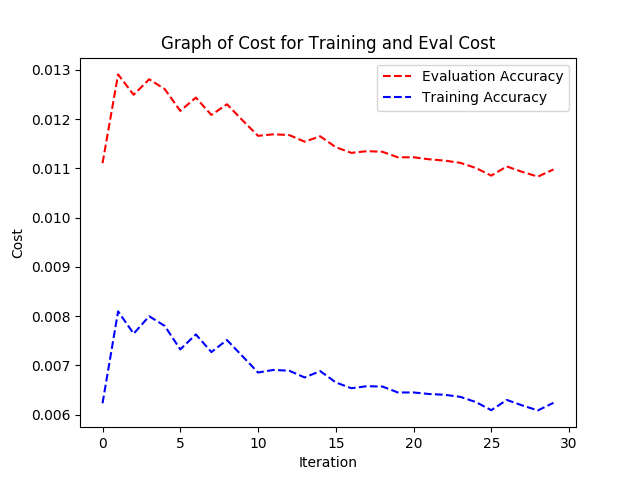 Graph of Cost for Training and Eval Cost
Evaluation Accuracy
Training Accuracy
0.013
0.012
0.011
0.010
0.009
0.008
0.007
0.006
Cost
0 5 10 15 20 25 30
Iteration